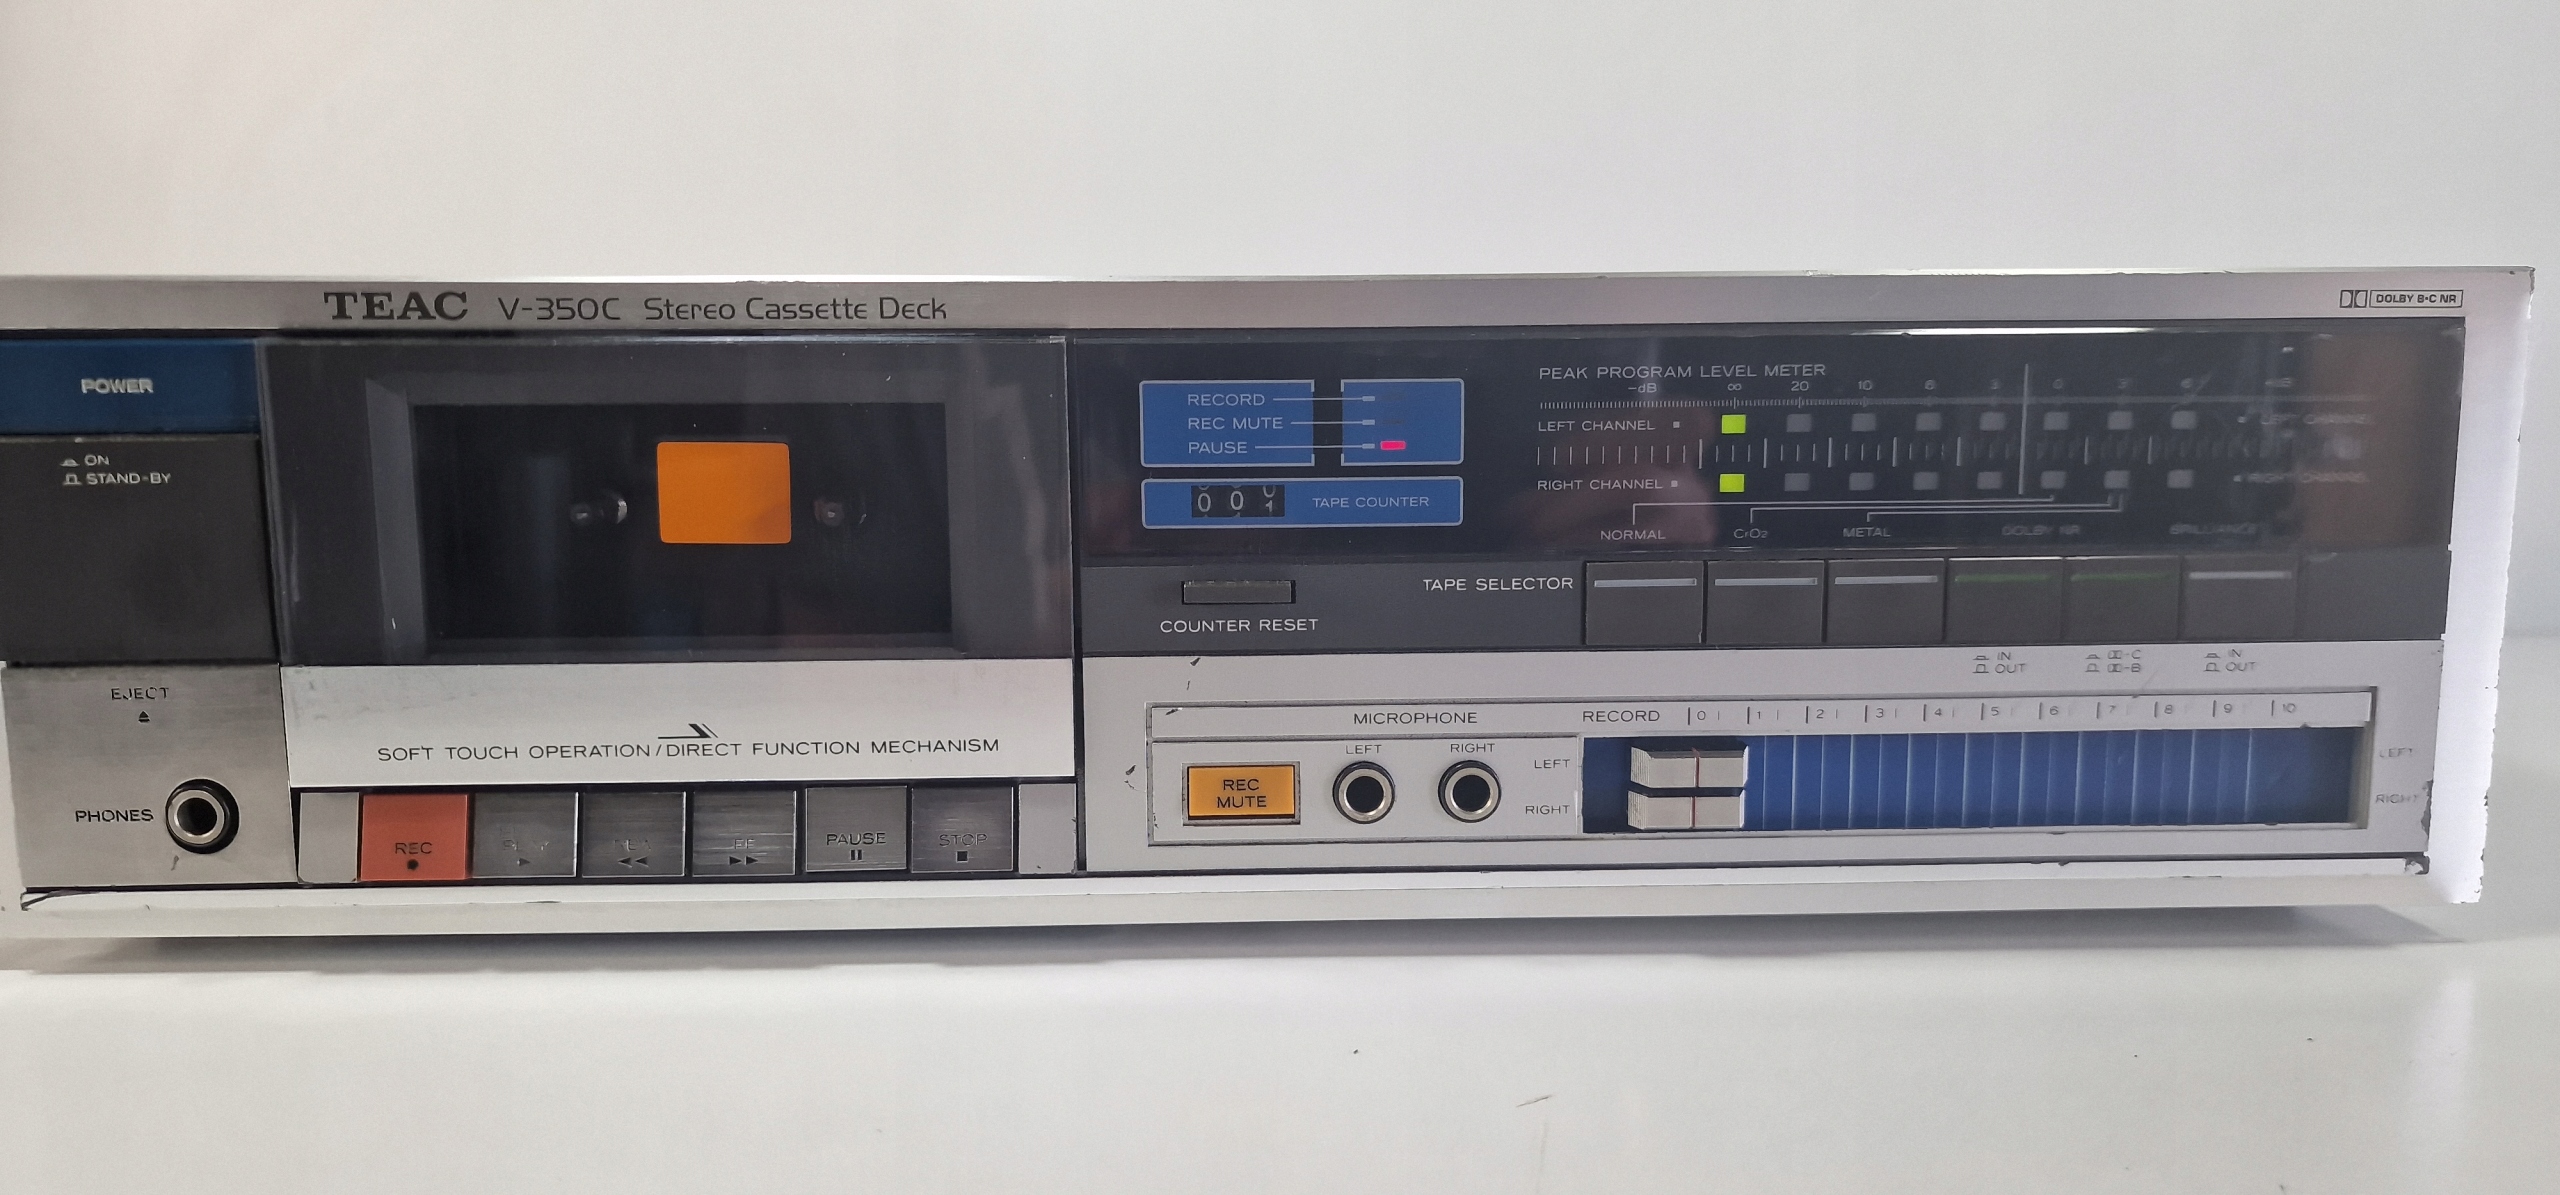 TEAC V-350C Stereo Cassette Deck
DOLBY B·C NR
POWER
ON
STAND-BY
EJECT
PHONES
SOFT TOUCH OPERATION/DIRECT FUNCTION MECHANISM
REC
PAUSE
STOP
RECORD
REC MUTE
PAUSE
TAPE COUNTER
COUNTER RESET
PEAK PROGRAM LEVEL METER
-dB ∞ 20 10 6 3 0 3
LEFT CHANNEL
RIGHT CHANNEL
NORMAL CrO2 METAL DOLBY NR BRILLIANCE
TAPE SELECTOR
IN
OUT
-C
-B
IN
OUT
MICROPHONE
RECORD 0 1 2 3 4 5 6 7 8 9 10
REC
MUTE
LEFT
RIGHT
LEFT
RIGHT
LEFT
RIGHT